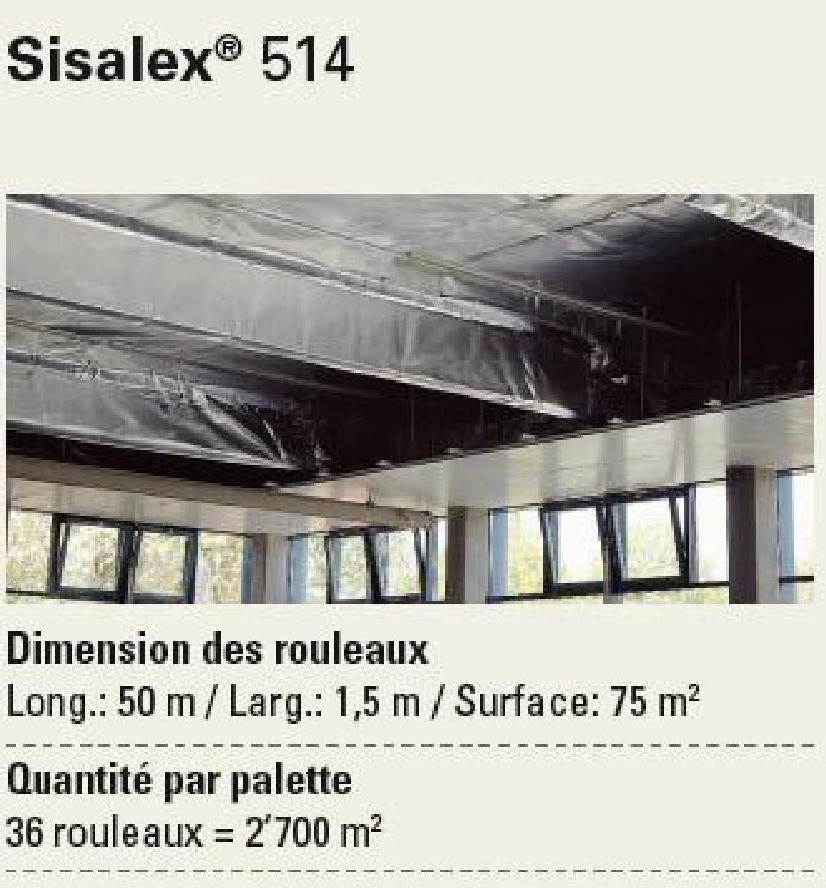 Sisalex® 514
Dimension des rouleaux
Long.: 50 m / Larg.: 1,5 m / Surface: 75 m²
Quantité par palette
36 rouleaux = 2'700 m²